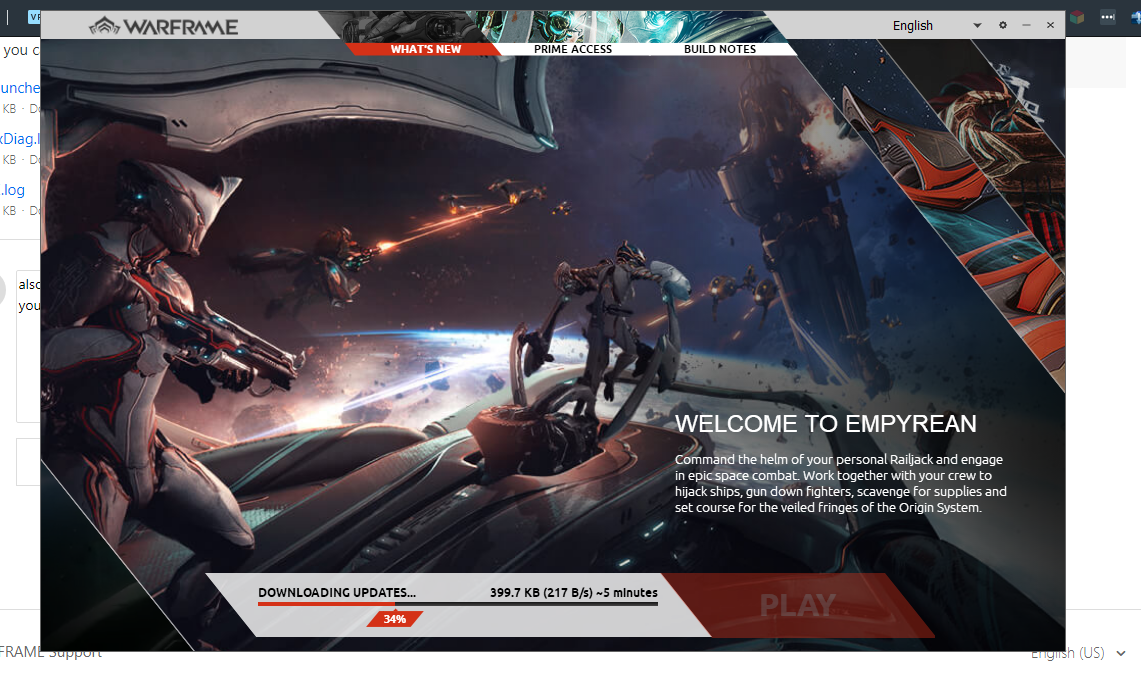 WARFRAME
English
WHAT'S NEW
PRIME ACCESS
BUILD NOTES
you c
unche
KB · Do
xDiag.l
KB · Do
.log
KB · Do
also
you
WELCOME TO EMPYREAN
Command the helm of your personal Railjack and engage
in epic space combat. Work together with your crew to
hijack ships, gun down fighters, scavenge for supplies and
set course for the veiled fringes of the Origin System.
DOWNLOADING UPDATES...
399.7 KB (217 B/s) ~5 minutes
34%
PLAY
FRAME Support
English (US)